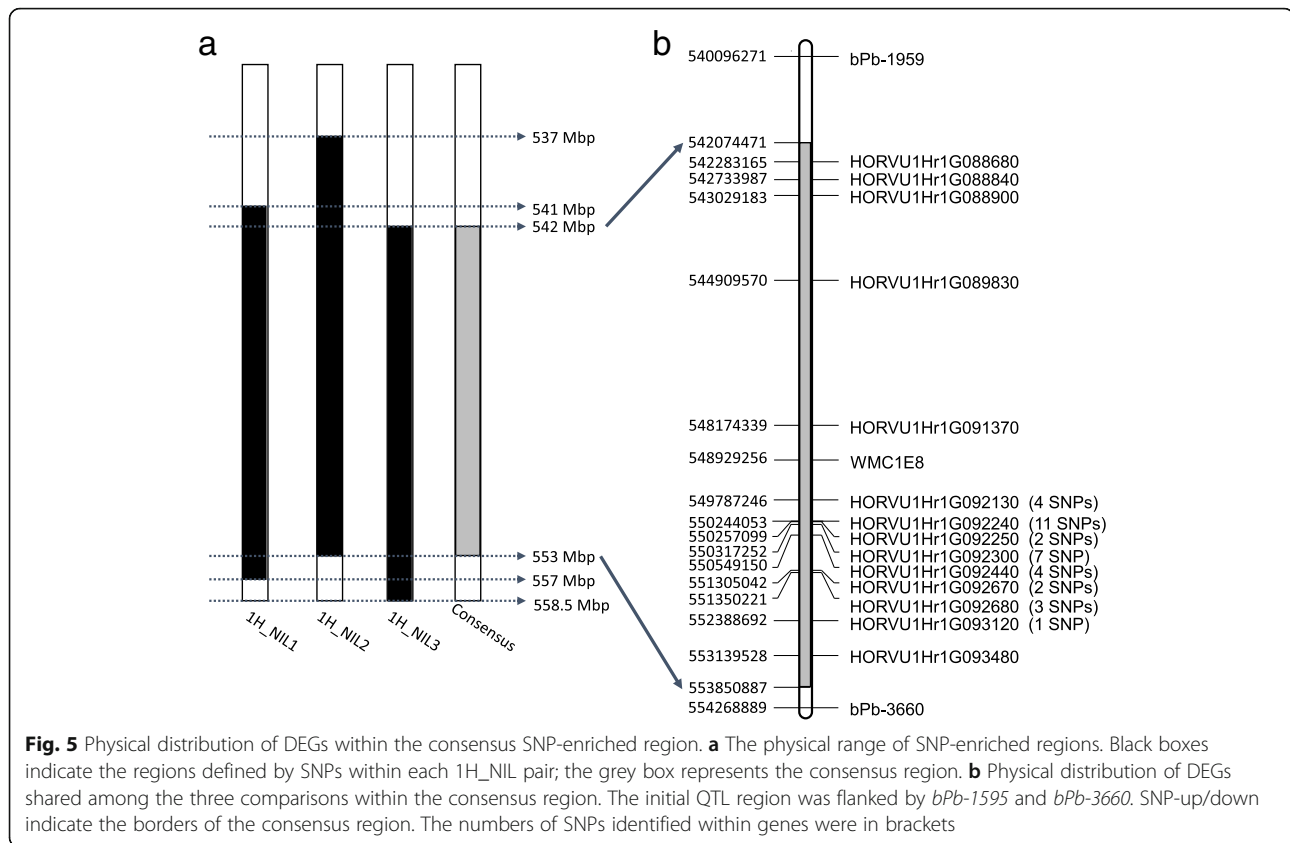 a
537 Mbp
541 Mbp
542 Mbp
553 Mbp
557 Mbp
558.5 Mbp
1H_NIL1
1H_NIL2
1H_NIL3
Consensus
b
540096271 bPb-1959
542074471
542283165 HORVU1Hr1G088680
542733987 HORVU1Hr1G088840
543029183 HORVU1Hr1G088900
544909570 HORVU1Hr1G089830
548174339 HORVU1Hr1G091370
548929256 WMC1E8
549787246 HORVU1Hr1G092130 (4 SNPs)
550244053 HORVU1Hr1G092240 (11 SNPs)
550257099 HORVU1Hr1G092250 (2 SNPs)
550317252 HORVU1Hr1G092300 (7 SNP)
550549150 HORVU1Hr1G092440 (4 SNPs)
551305042 HORVU1Hr1G092670 (2 SNPs)
551350221 HORVU1Hr1G092680 (3 SNPs)
552388692 HORVU1Hr1G093120 (1 SNP)
553139528 HORVU1Hr1G093480
553850887
554268889 bPb-3660
Fig. 5 Physical distribution of DEGs within the consensus SNP-enriched region. a The physical range of SNP-enriched regions. Black boxes
indicate the regions defined by SNPs within each 1H_NIL pair; the grey box represents the consensus region. b Physical distribution of DEGs
shared among the three comparisons within the consensus region. The initial QTL region was flanked by bPb-1595 and bPb-3660. SNP-up/down
indicate the borders of the consensus region. The numbers of SNPs identified within genes were in brackets